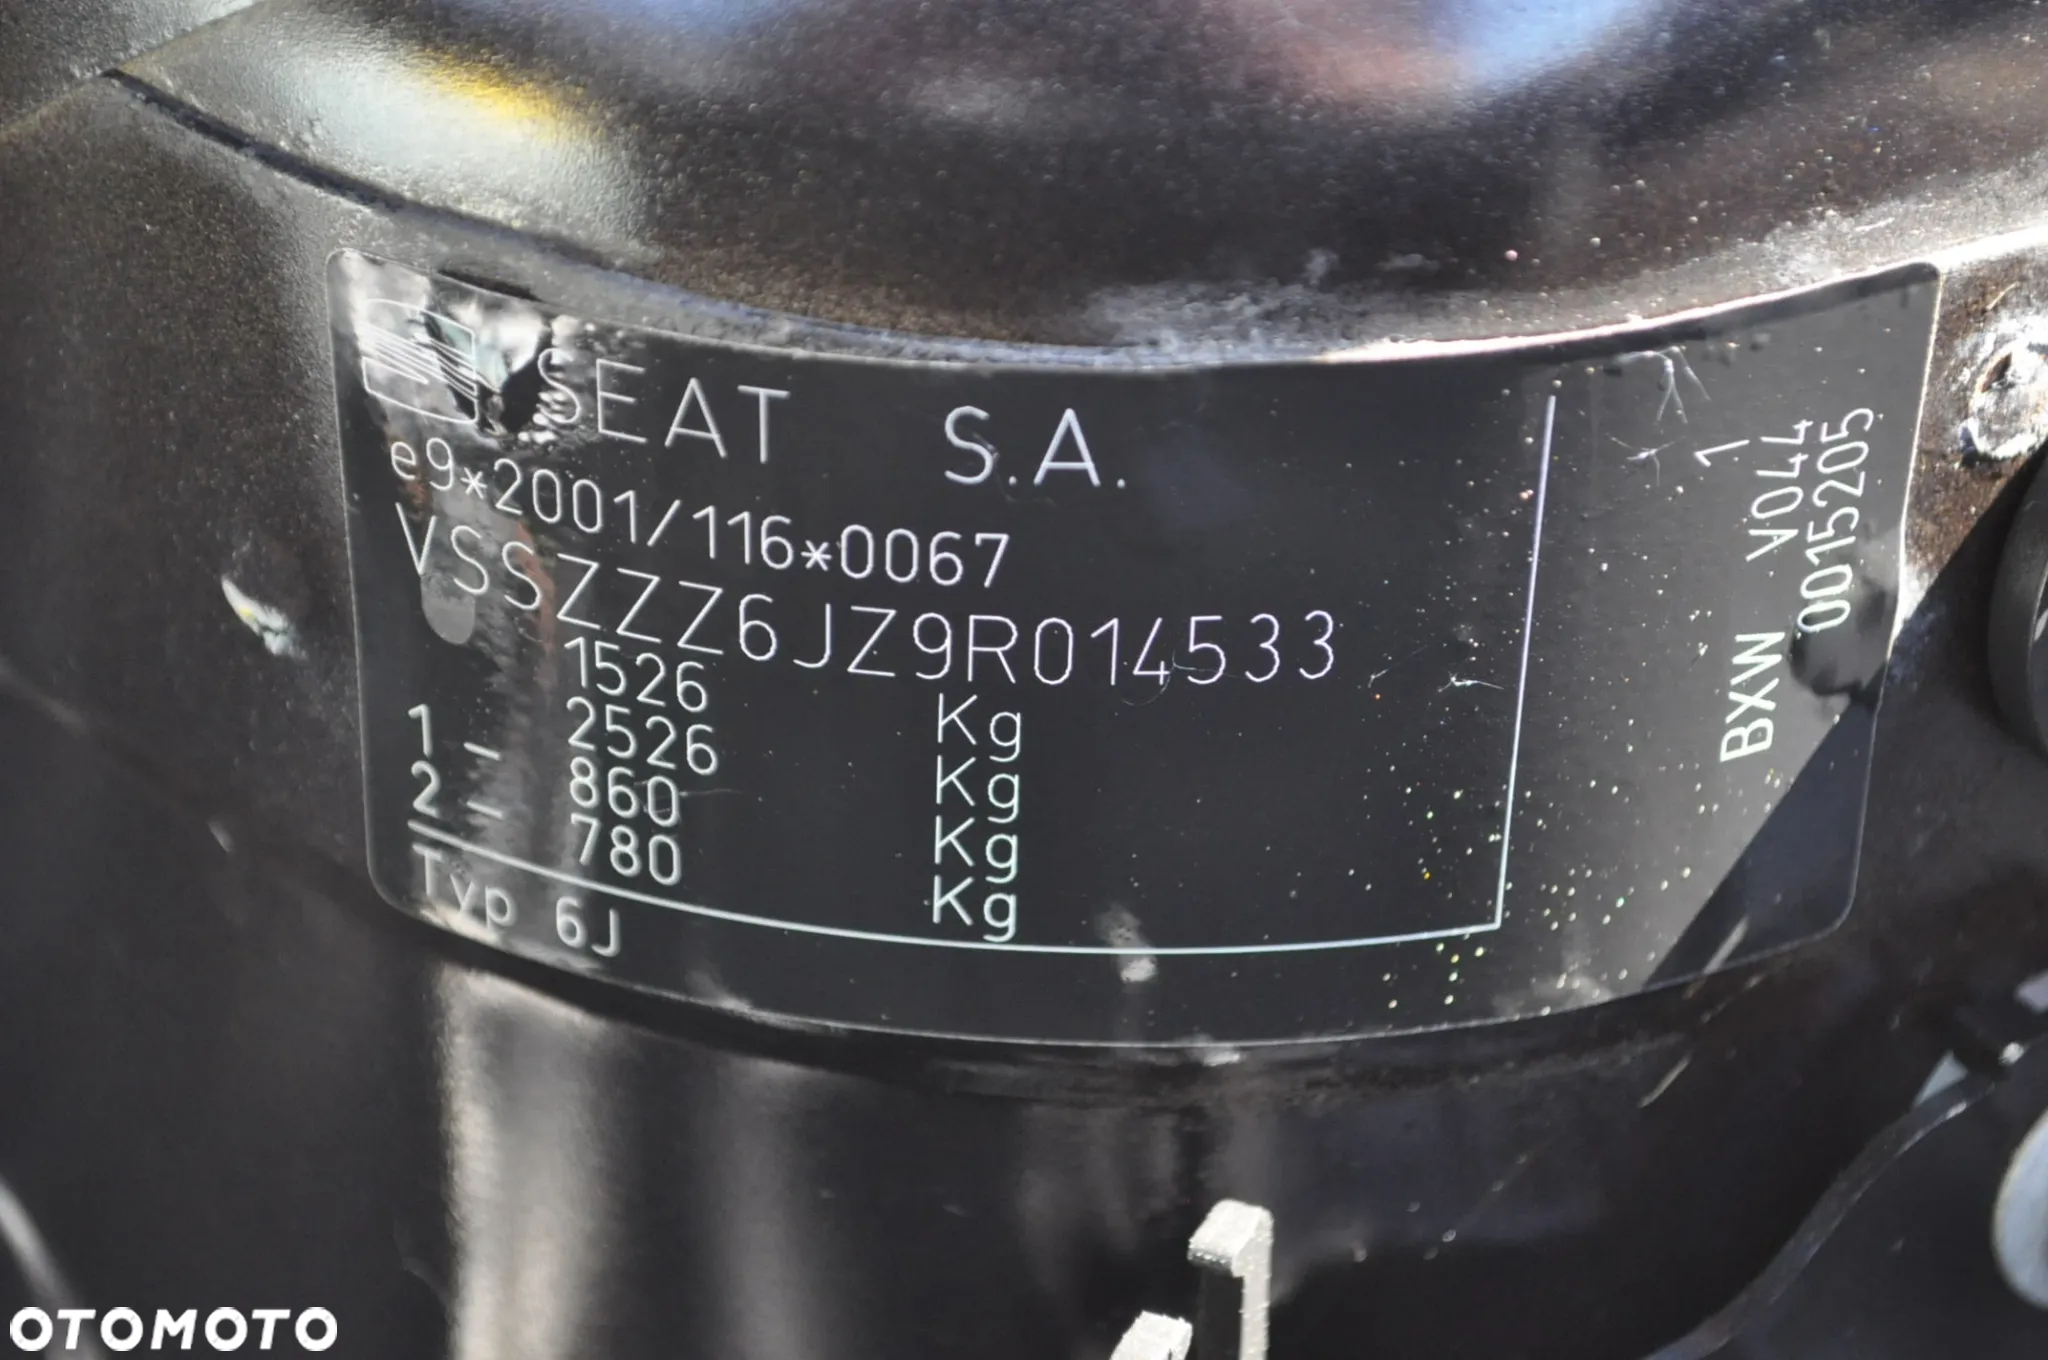 SEAT S.A.
e9*2001/116*0067
VSSZZZ6JZ9R014533
1526 Kg
2526 Kg
1 - 860 Kg
2 - 780 Kg
Typ 6J
1
BXW V044
0015205
OTOMOTO